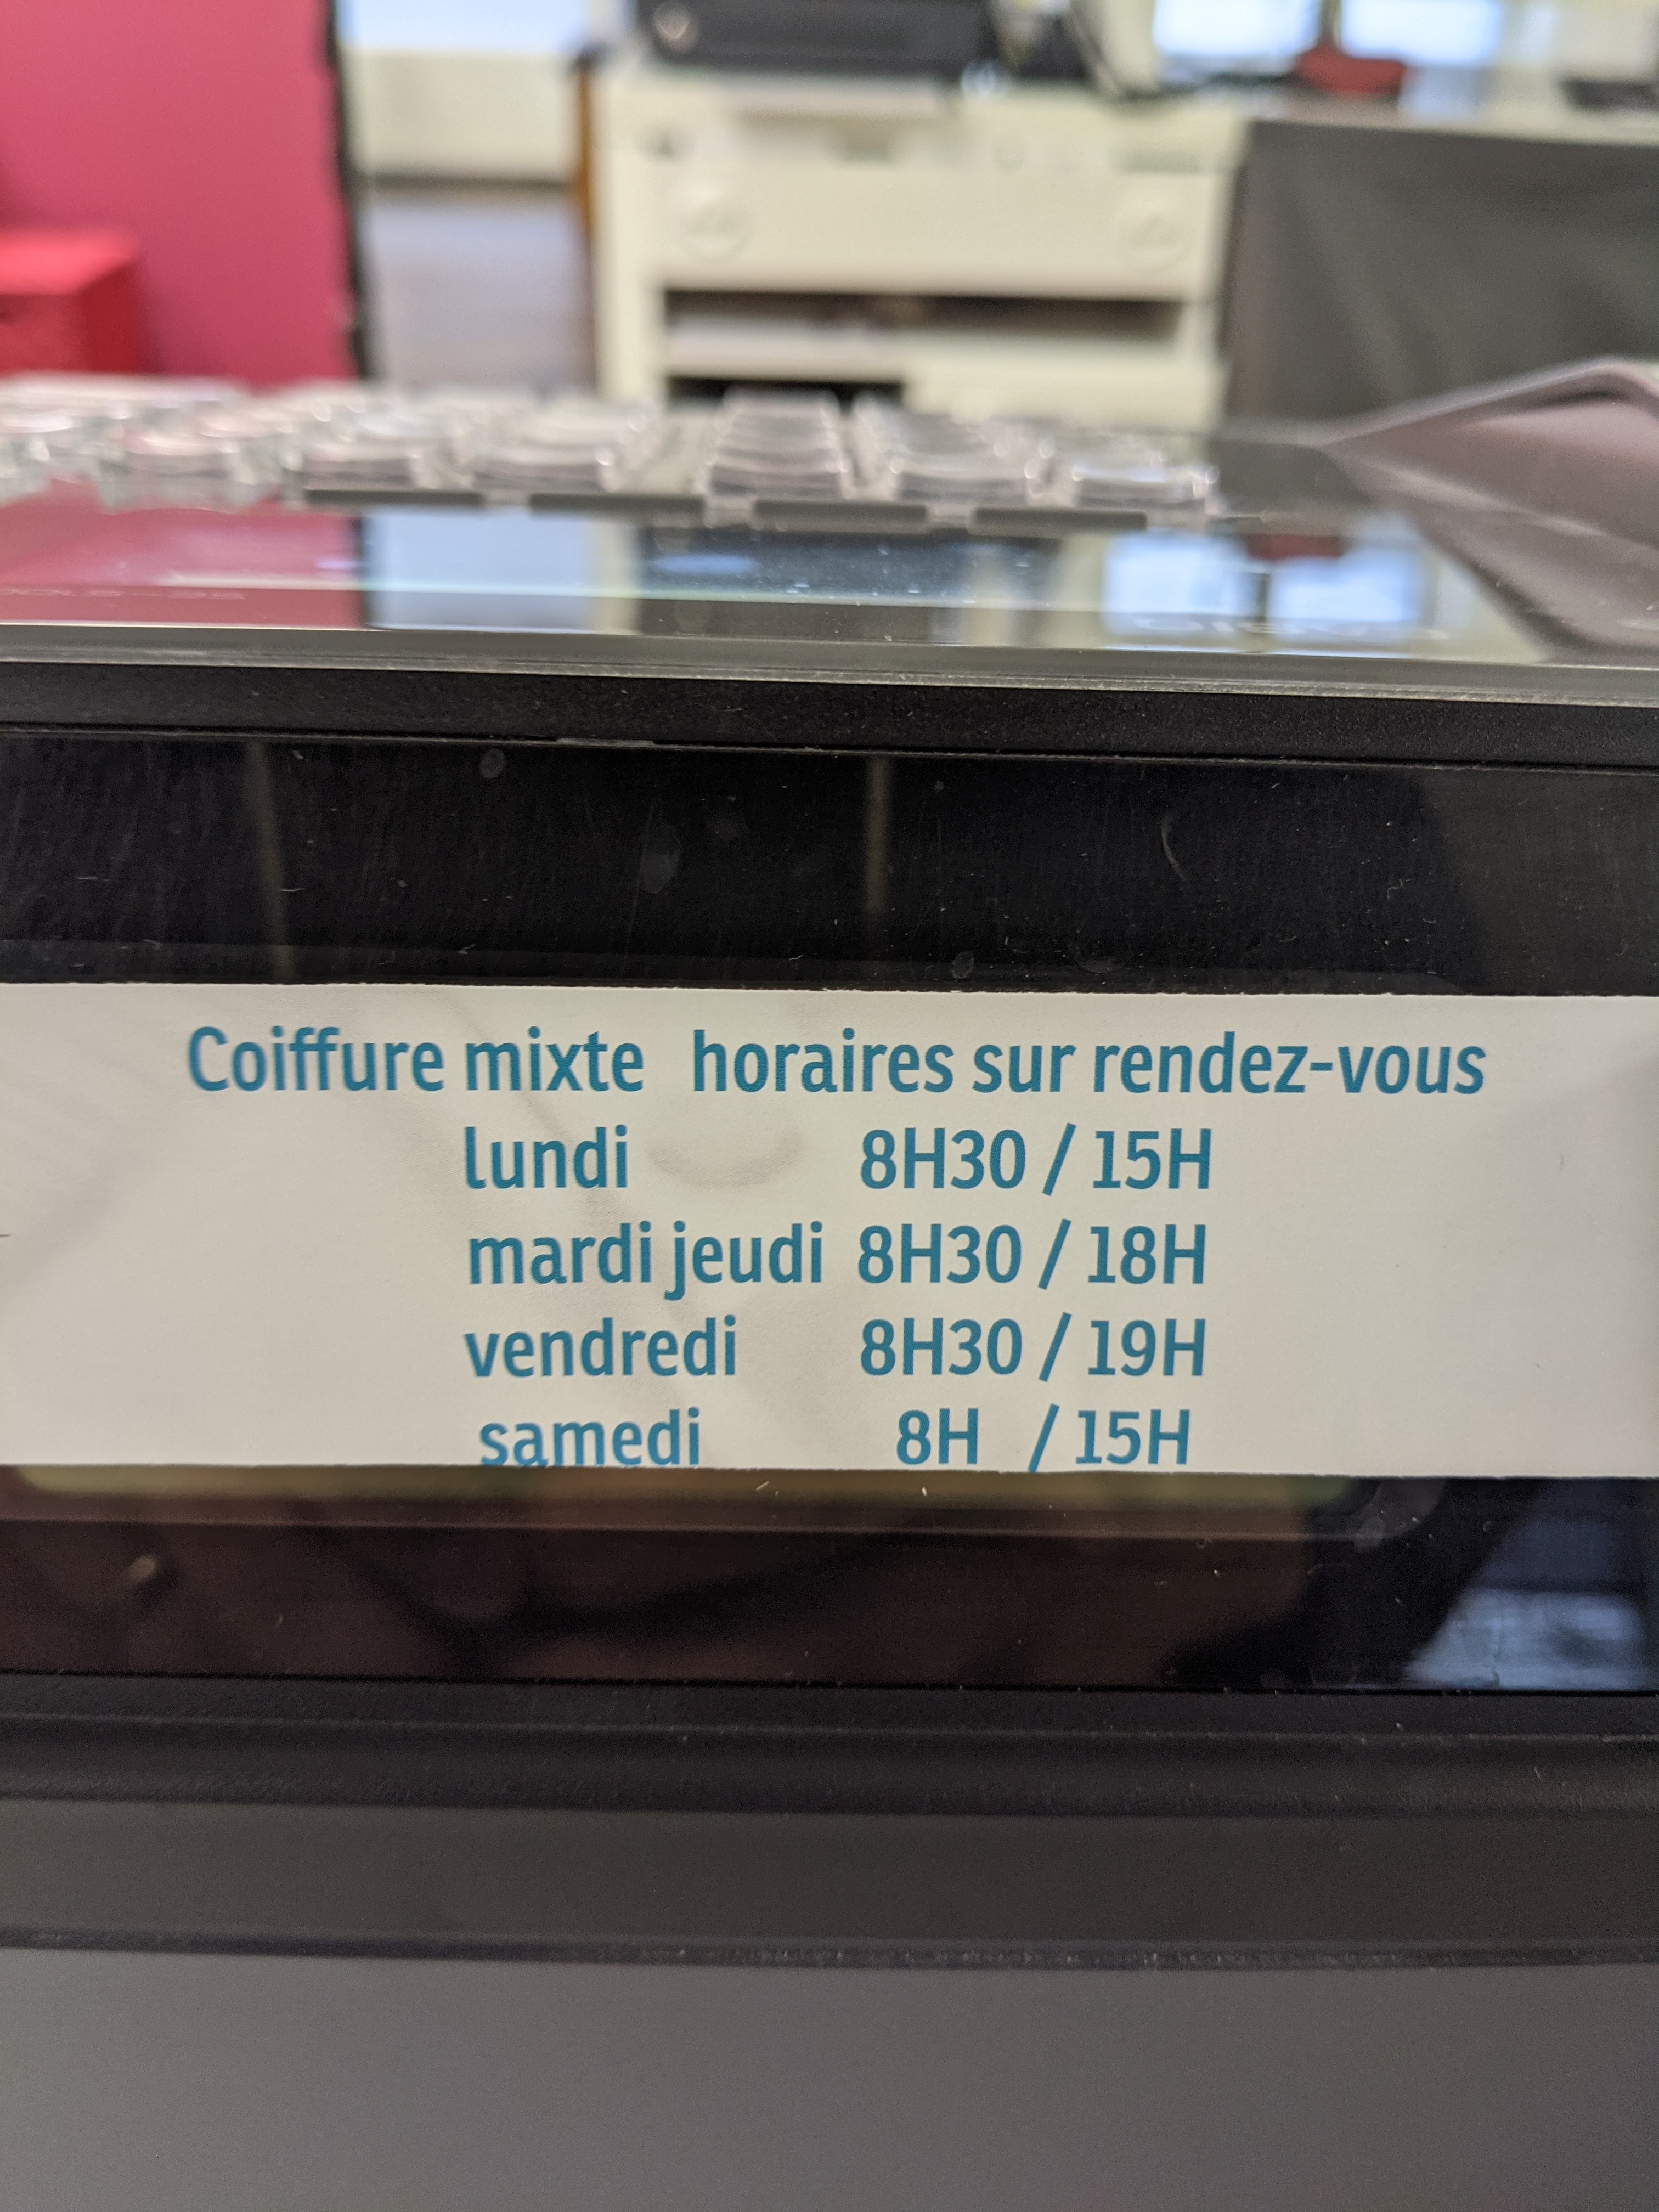 Coiffure mixte horaires sur rendez-vous
lundi 8H30 / 15H
mardi jeudi 8H30 / 18H
vendredi 8H30 / 19H
samedi 8H / 15H